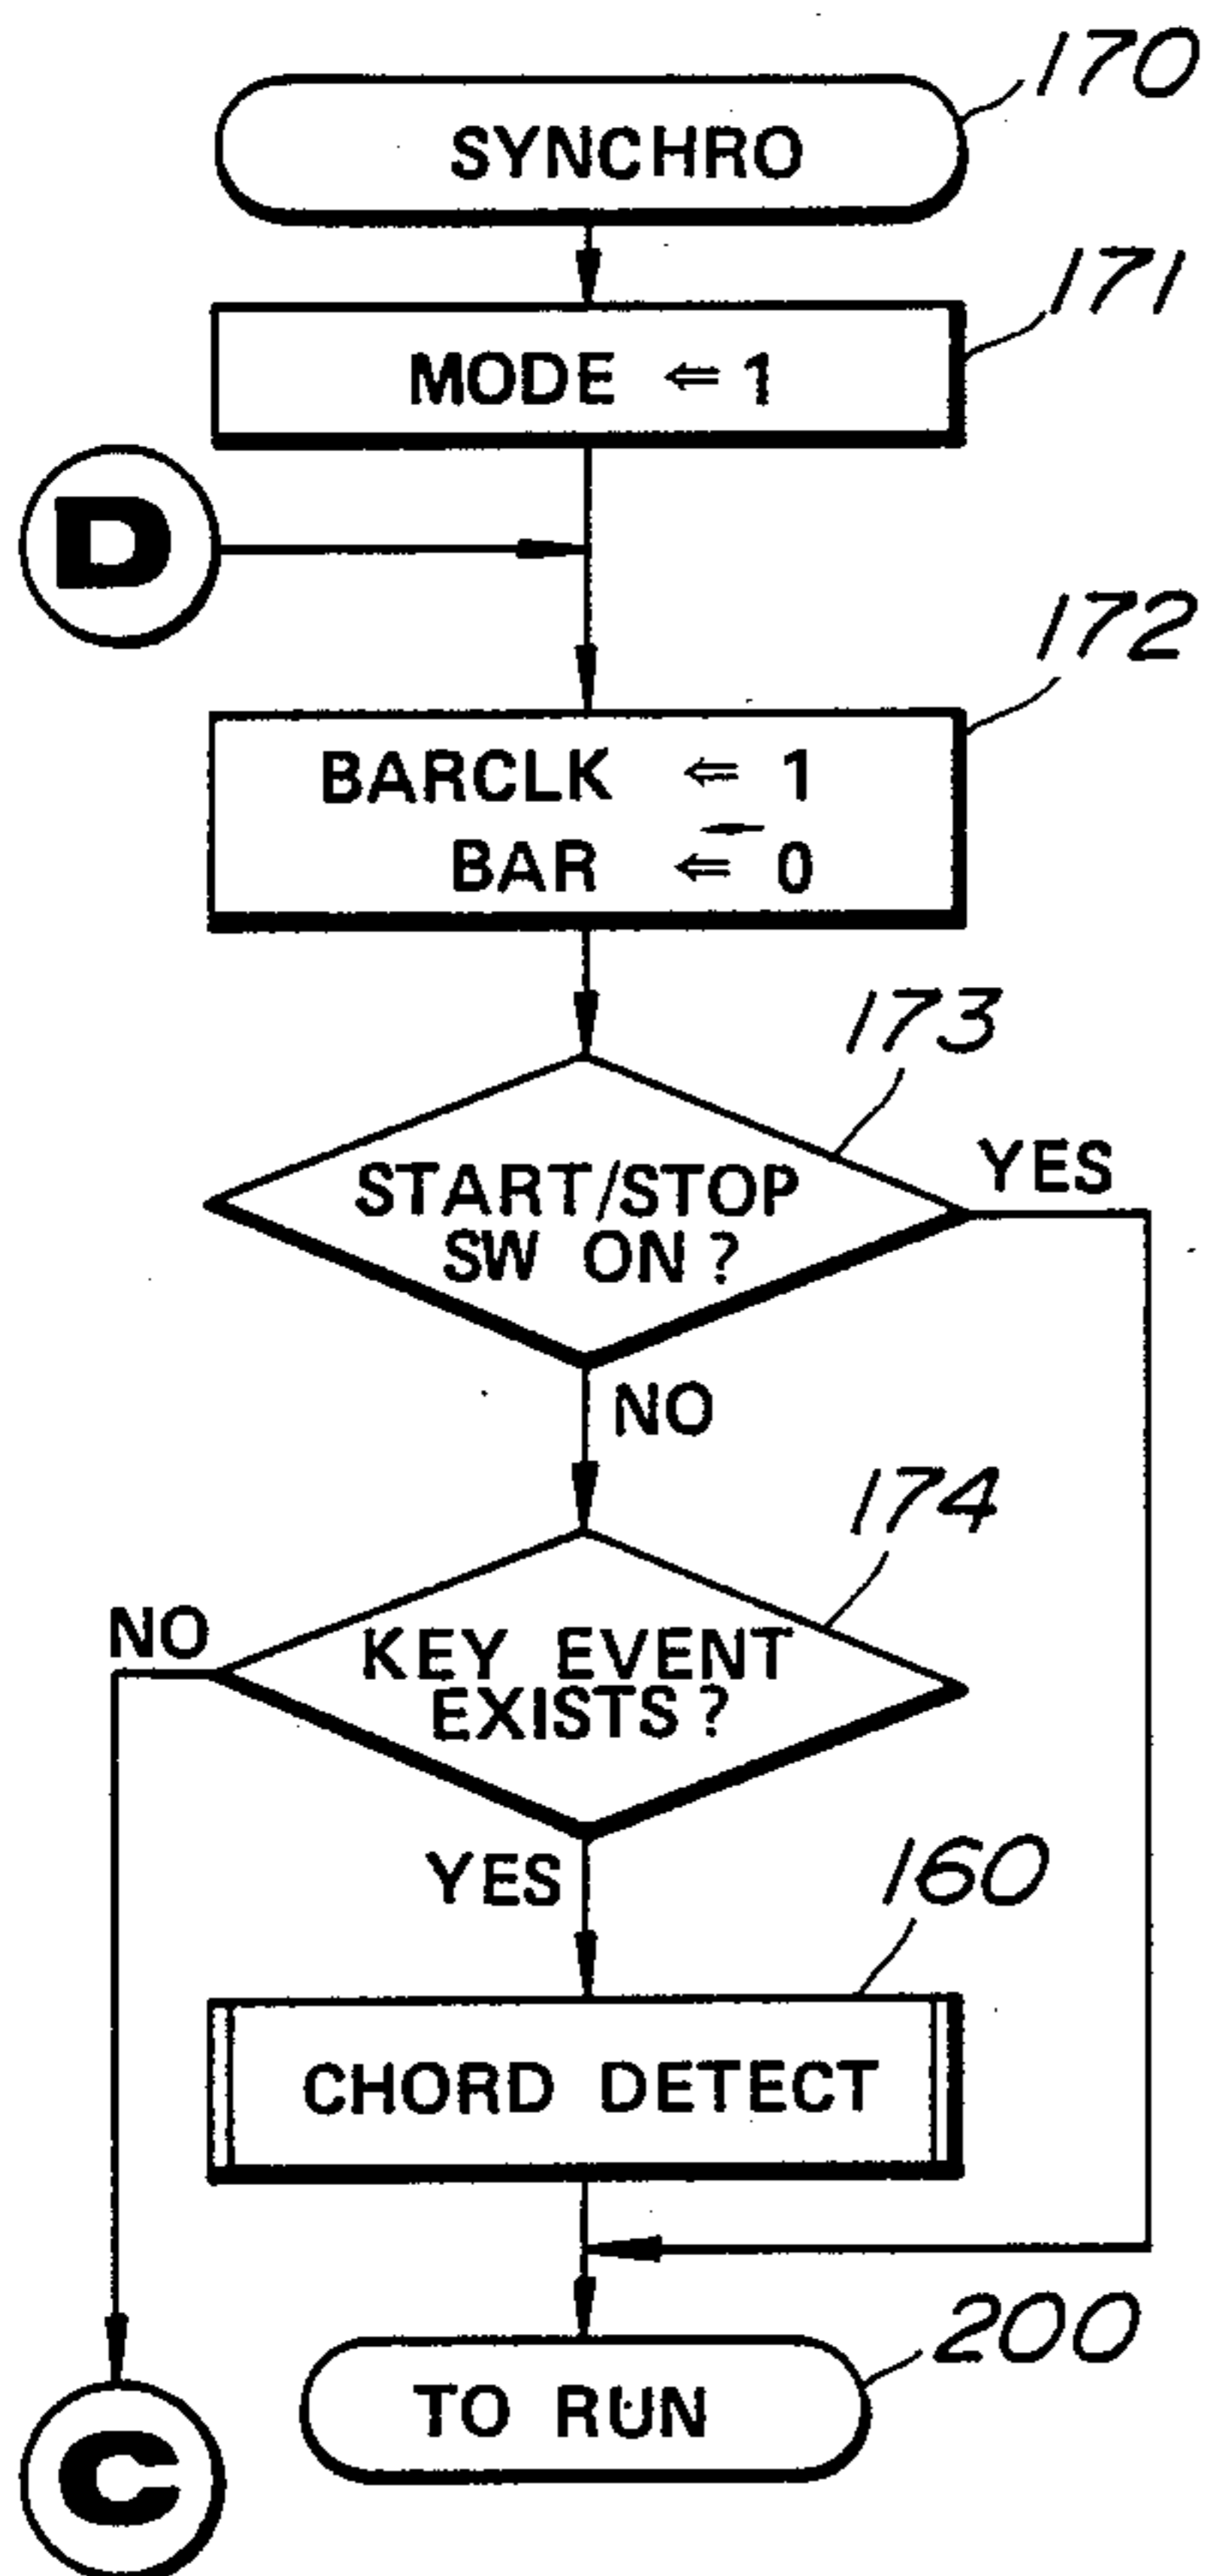 170
SYNCHRO
171
MODE ⇐ 1
D
172
BARCLK ⇐ 1
BAR ⇐ 0
173
START/STOP
SW ON?
YES
NO
174
NO
KEY EVENT
EXISTS?
YES
160
CHORD DETECT
200
TO RUN
C